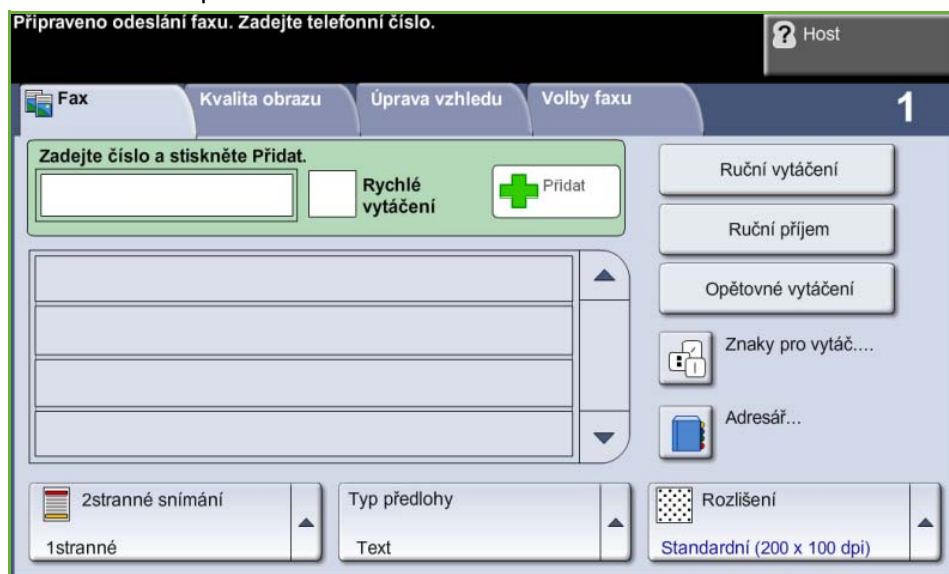 Připraveno odeslání faxu. Zadejte telefonní číslo.
? Host
Fax
Kvalita obrazu
Úprava vzhledu
Volby faxu
1
Zadejte číslo a stiskněte Přidat.
Rychlé
vytáčení
Přidat
Ruční vytáčení
Ruční příjem
Opětovné vytáčení
Znaky pro vytáč....
Adresář...
2stranné snímání
1stranné
Typ předlohy
Text
Rozlišení
Standardní (200 x 100 dpi)